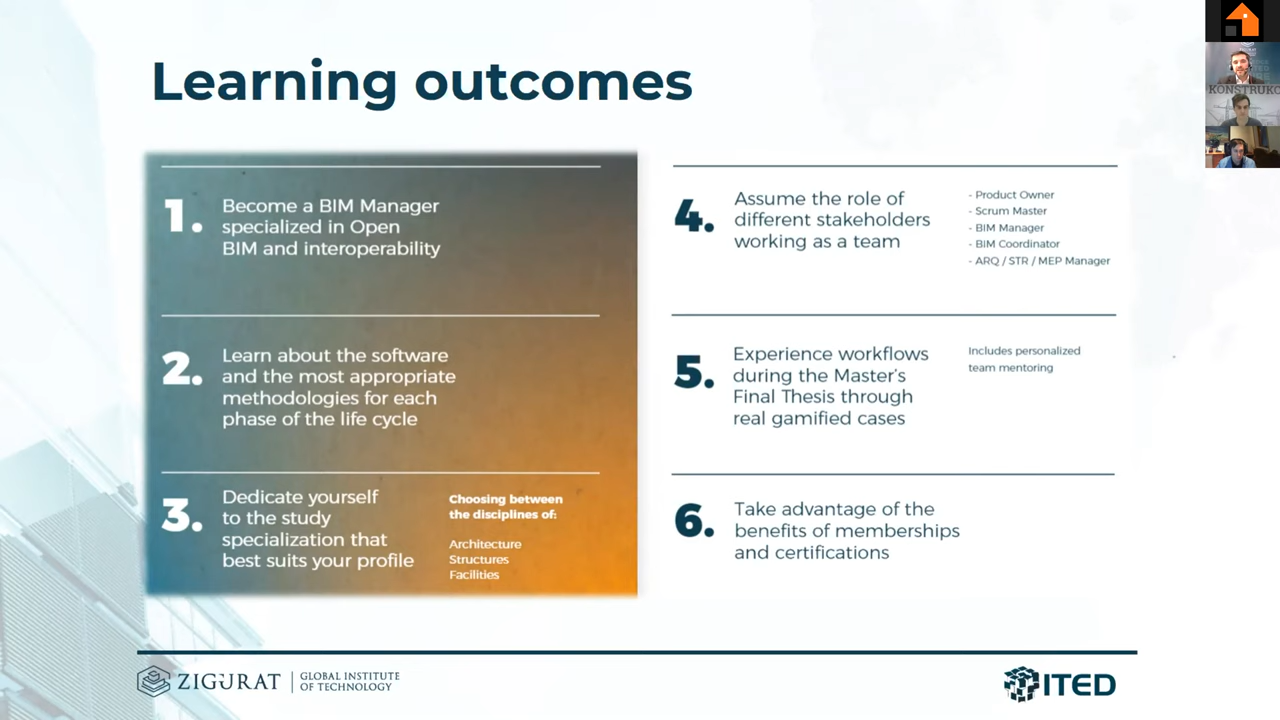 Learning outcomes
1.
Become a BIM Manager
specialized in Open
BIM and interoperability
2.
Learn about the software
and the most appropriate
methodologies for each
phase of the life cycle
3.
Dedicate yourself
to the study
specialization that
best suits your profile
Choosing between
the disciplines of:
Architecture
Structures
Facilities
4.
Assume the role of
different stakeholders
working as a team
- Product Owner
- Scrum Master
- BIM Manager
- BIM Coordinator
- ARQ / STR / MEP Manager
5.
Experience workflows
during the Master's
Final Thesis through
real gamified cases
Includes personalized
team mentoring
6.
Take advantage of the
benefits of memberships
and certifications
ZIGURAT
GLOBAL INSTITUTE
OF TECHNOLOGY
ITED
KONSTRUKC